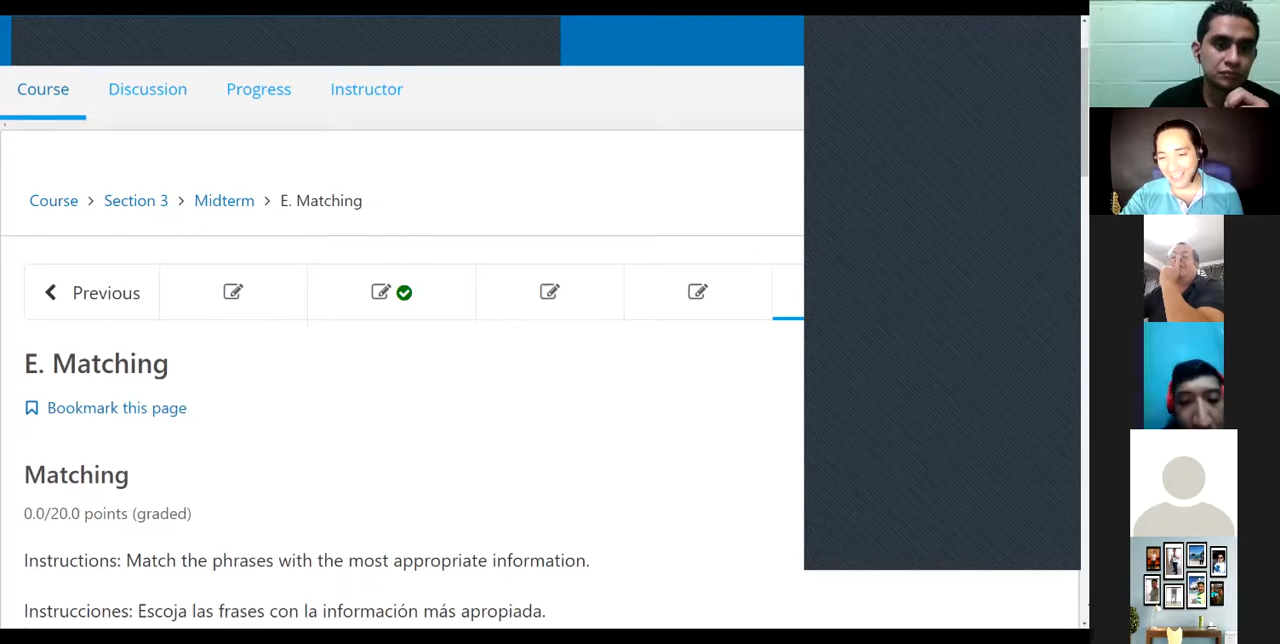 Course Discussion Progress Instructor
Course > Section 3 > Midterm > E. Matching
Previous
E. Matching
Bookmark this page
Matching
0.0/20.0 points (graded)
Instructions: Match the phrases with the most appropriate information.
Instrucciones: Escoja las frases con la información más apropiada.